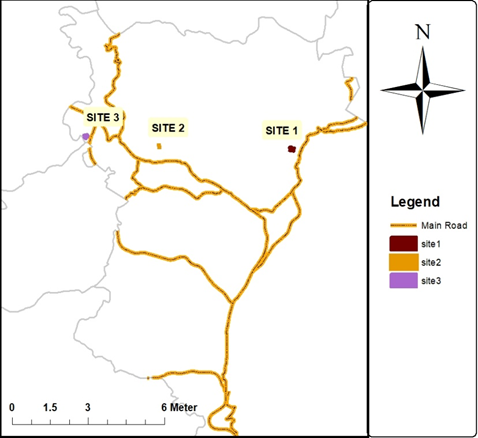 N
SITE 3
SITE 2
SITE 1
Legend
Main Road
site1
site2
site3
0 1.5 3 6 Meter